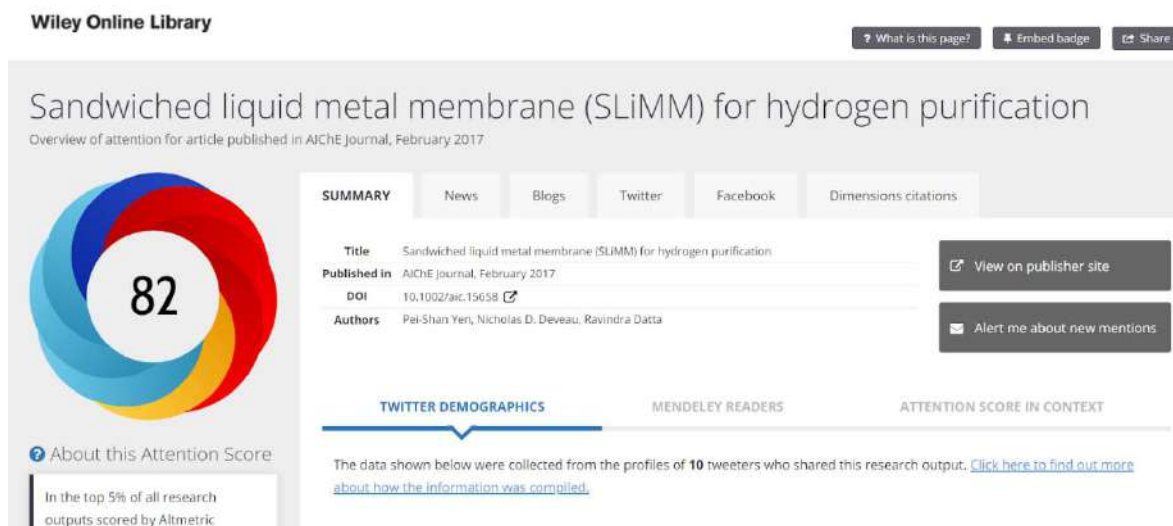 Wiley Online Library
? What is this page?
Embed badge
Share
Sandwiched liquid metal membrane (SLiMM) for hydrogen purification
Overview of attention for article published in AIChE Journal, February 2017
SUMMARY
News
Blogs
Twitter
Facebook
Dimensions citations
82
Title Sandwiched liquid metal membrane (SLiMM) for hydrogen purification
Published in AIChE Journal, February 2017
DOI 10.1002/aic.15658
Authors Pei-Shan Yen, Nicholas D. Deveau, Ravindra Datta
View on publisher site
Alert me about new mentions
TWITTER DEMOGRAPHICS
MENDELEY READERS
ATTENTION SCORE IN CONTEXT
? About this Attention Score
In the top 5% of all research
outputs scored by Altmetric
The data shown below were collected from the profiles of 10 tweeters who shared this research output. Click here to find out more
about how the information was compiled.